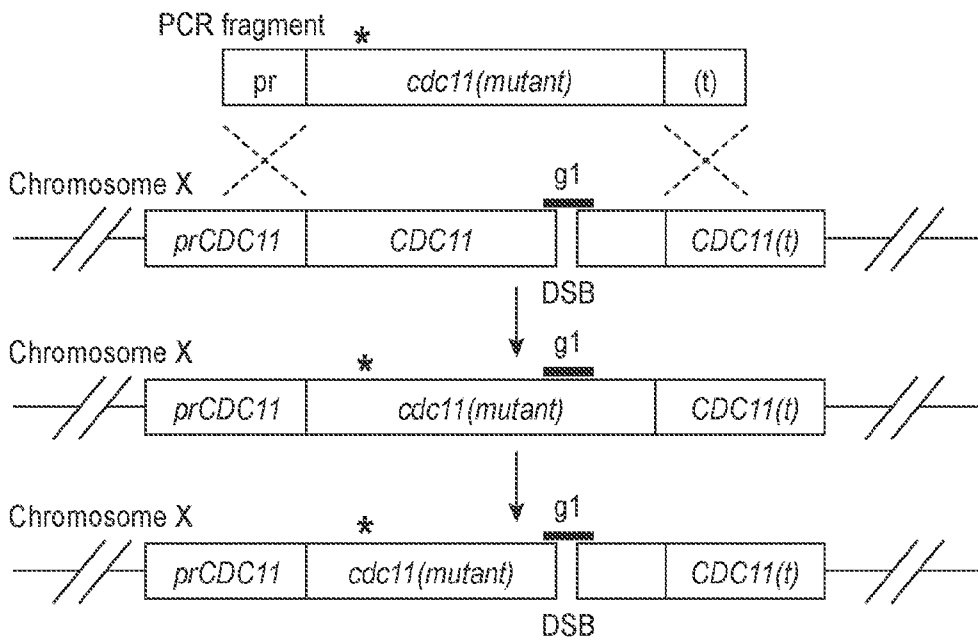 PCR fragment
*
pr cdc11(mutant) (t)
Chromosome X
g1
prCDC11 CDC11 CDC11(t)
DSB
Chromosome X
*
g1
prCDC11 cdc11(mutant) CDC11(t)
Chromosome X
*
g1
prCDC11 cdc11(mutant) CDC11(t)
DSB